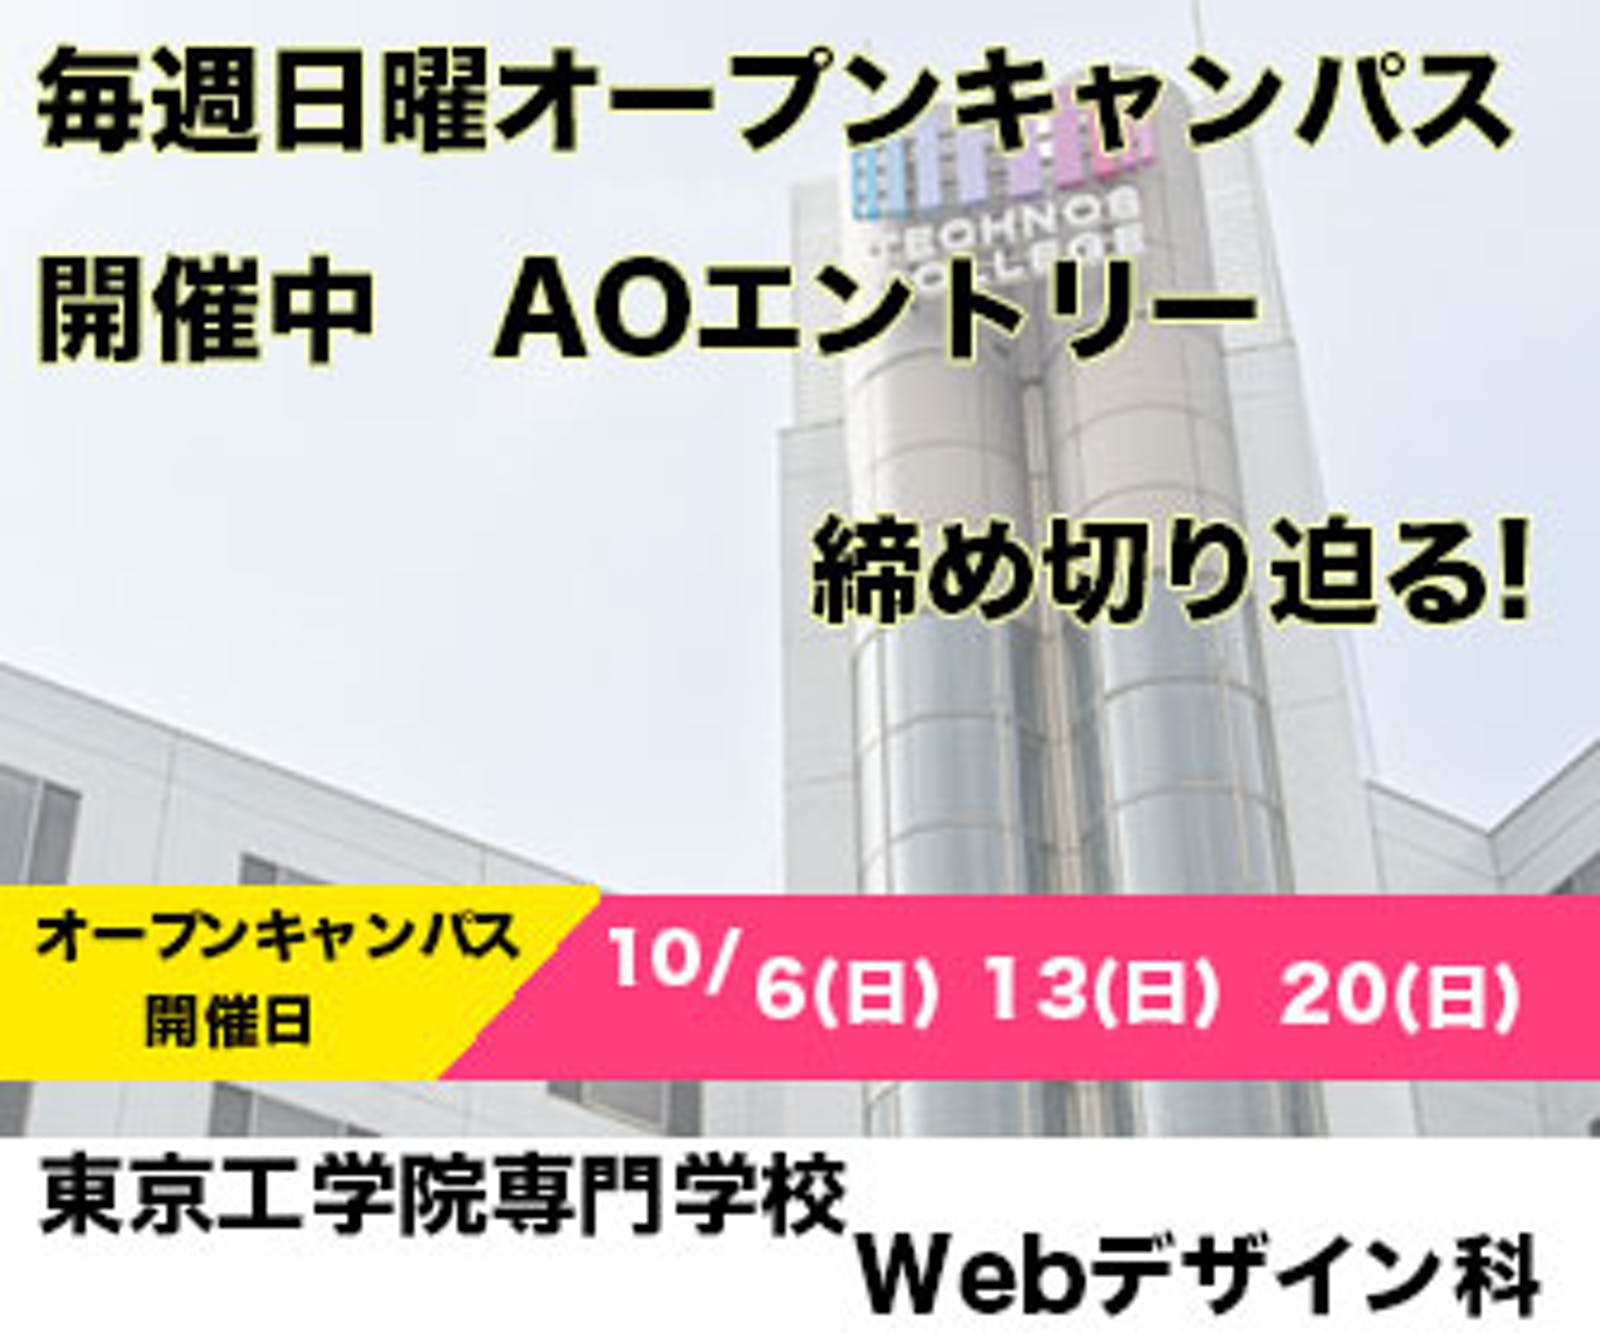 毎週日曜オープンキャンパス
TECHNOS
COLLEGE
開催中　AOエントリー
締め切り迫る!
オープンキャンパス
開催日
10/6(日) 13(日) 20(日)
東京工学院専門学校
Webデザイン科